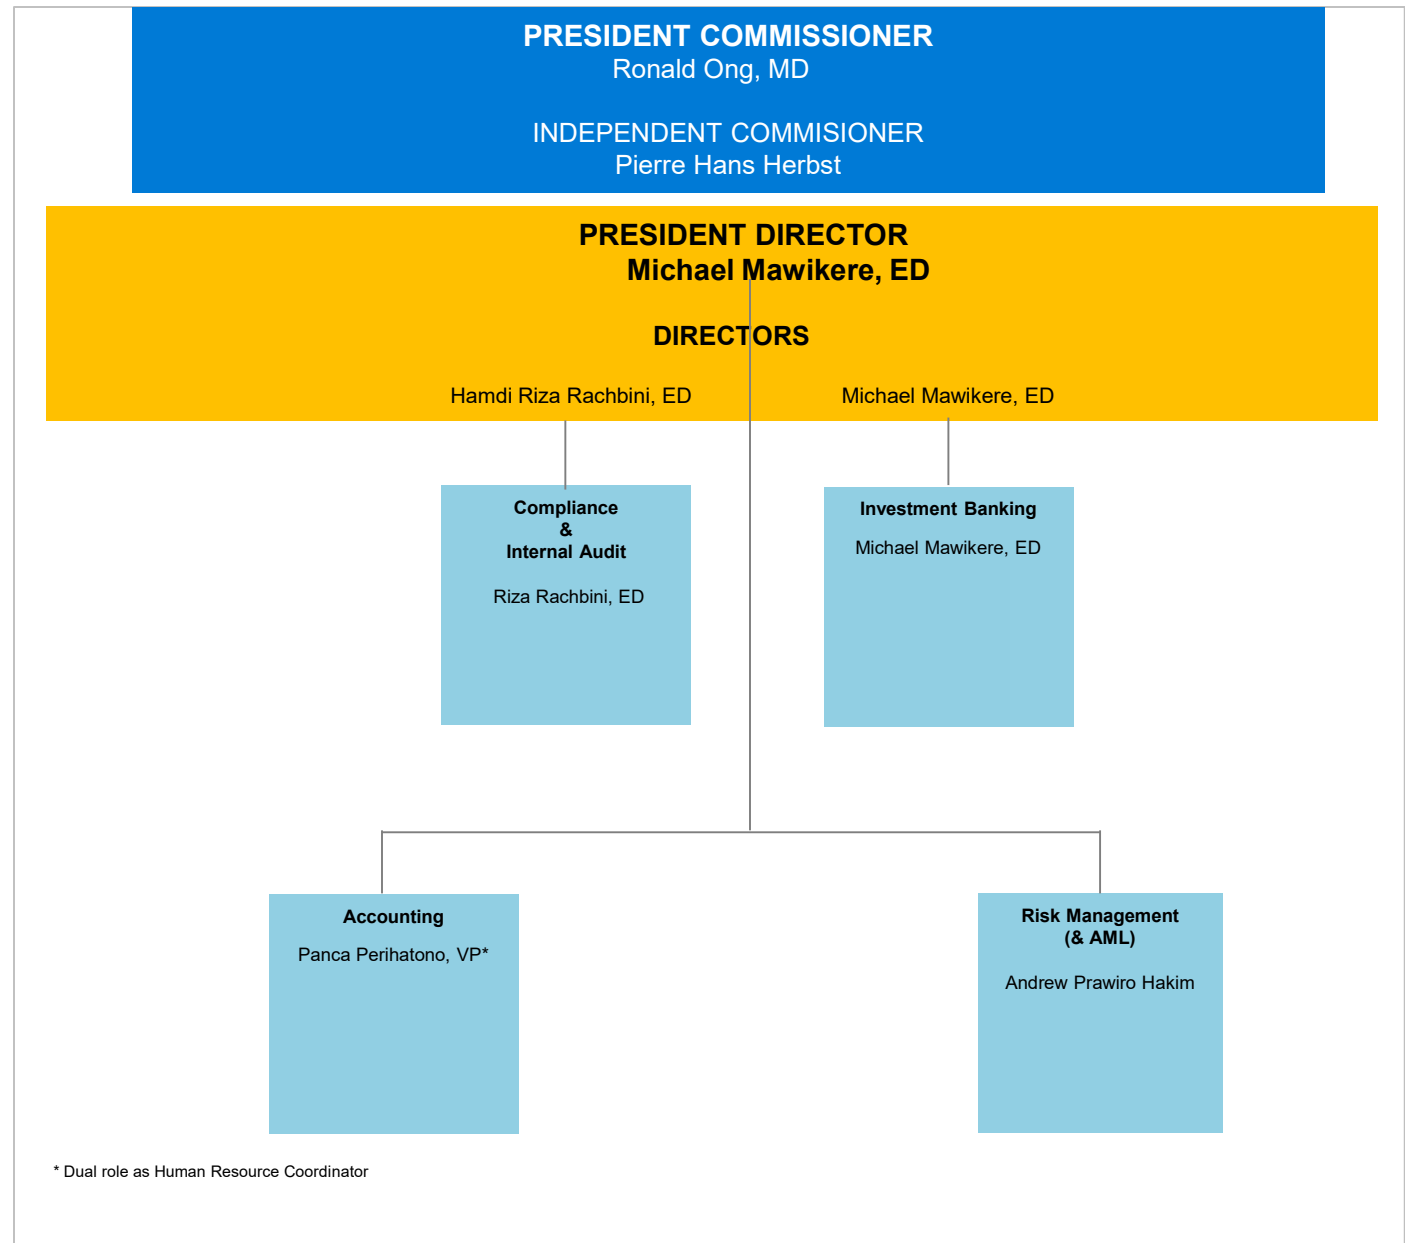 PRESIDENT COMMISSIONER
Ronald Ong, MD
INDEPENDENT COMMISIONER
Pierre Hans Herbst
PRESIDENT DIRECTOR
Michael Mawikere, ED
DIRECTORS
Hamdi Riza Rachbini, ED
Michael Mawikere, ED
Compliance
&
Internal Audit
Riza Rachbini, ED
Investment Banking
Michael Mawikere, ED
Accounting
Panca Perihatono, VP*
Risk Management
(& AML)
Andrew Prawiro Hakim
* Dual role as Human Resource Coordinator